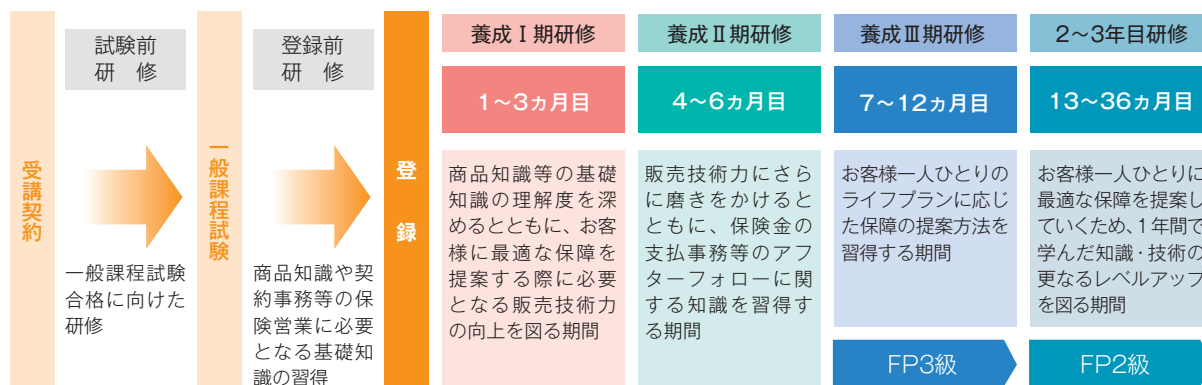 受講契約
試験前
研　修
一般課程試験
合格に向けた
研修
一般課程試験
登録前
研　修
商品知識や契
約事務等の保
険営業に必要
となる基礎知
識の習得
登　録
養成Ⅰ期研修
1～3ヵ月目
商品知識等の基礎
知識の理解度を深
めるとともに、お客
様に最適な保障を
提案する際に必要
となる販売技術力
の向上を図る期間
養成Ⅱ期研修
4～6ヵ月目
販売技術力にさら
に磨きをかけると
ともに、保険金の
支払事務等のアフ
ターフォローに関
する知識を習得す
る期間
養成Ⅲ期研修
7～12ヵ月目
お客様一人ひとりの
ライフプランに応じ
た保障の提案方法を
習得する期間
FP3級
2～3年目研修
13～36ヵ月目
お客様一人ひとりに
最適な保障を提案し
ていくため、1年間で
学んだ知識・技術の
更なるレベルアップ
を図る期間
FP2級